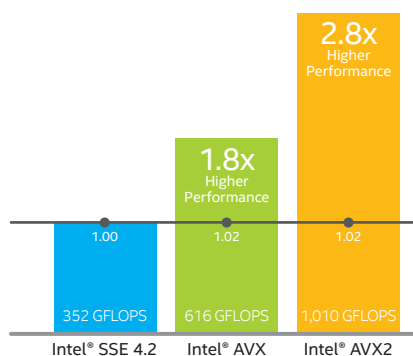 2.8x
Higher
Performance
1.8x
Higher
Performance
1.00
1.02
1.02
352 GFLOPS
616 GFLOPS
1,010 GFLOPS
Intel® SSE 4.2
Intel® AVX
Intel® AVX2